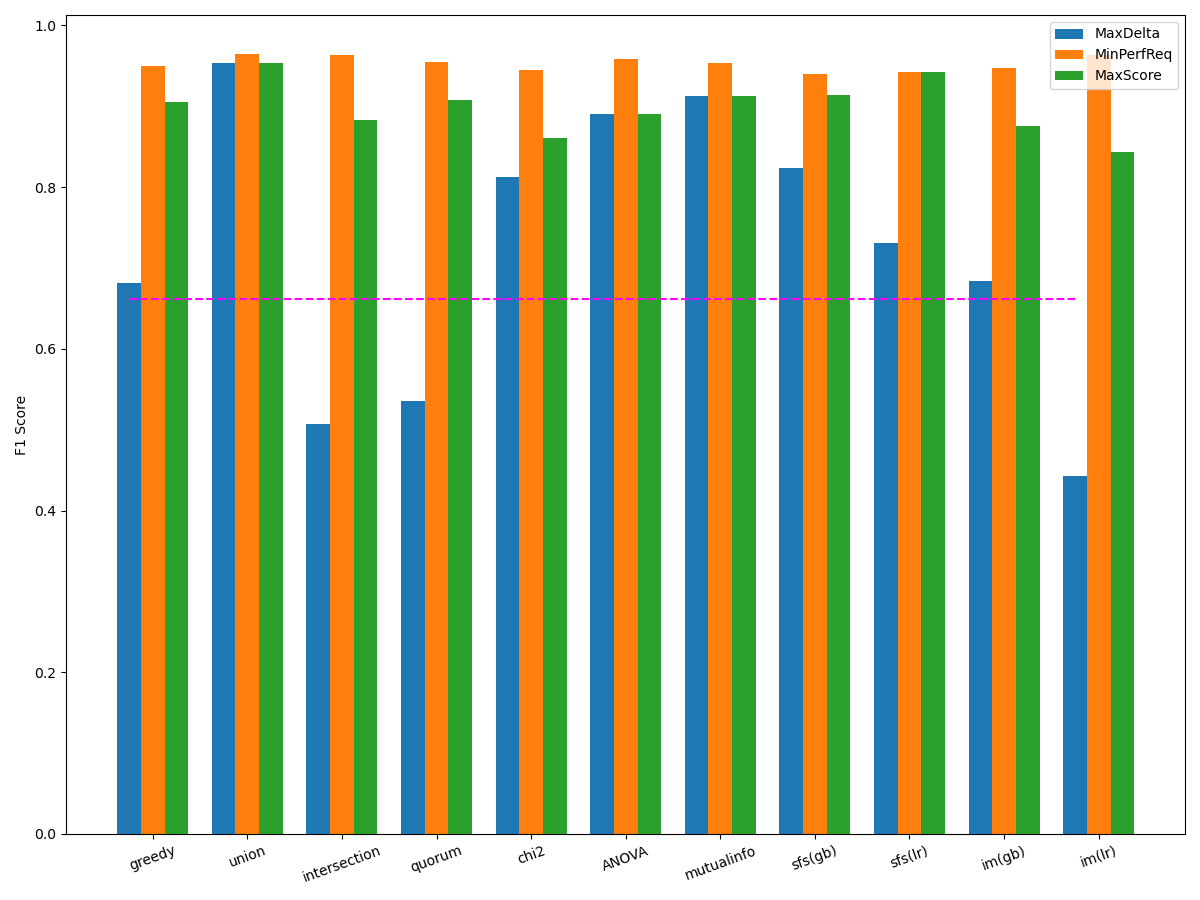 MaxDelta
MinPerfReq
MaxScore
F1 Score
1.0
0.8
0.6
0.4
0.2
0.0
greedy
union
intersection
quorum
chi2
ANOVA
mutualinfo
sfs(gb)
sfs(lr)
im(gb)
im(lr)